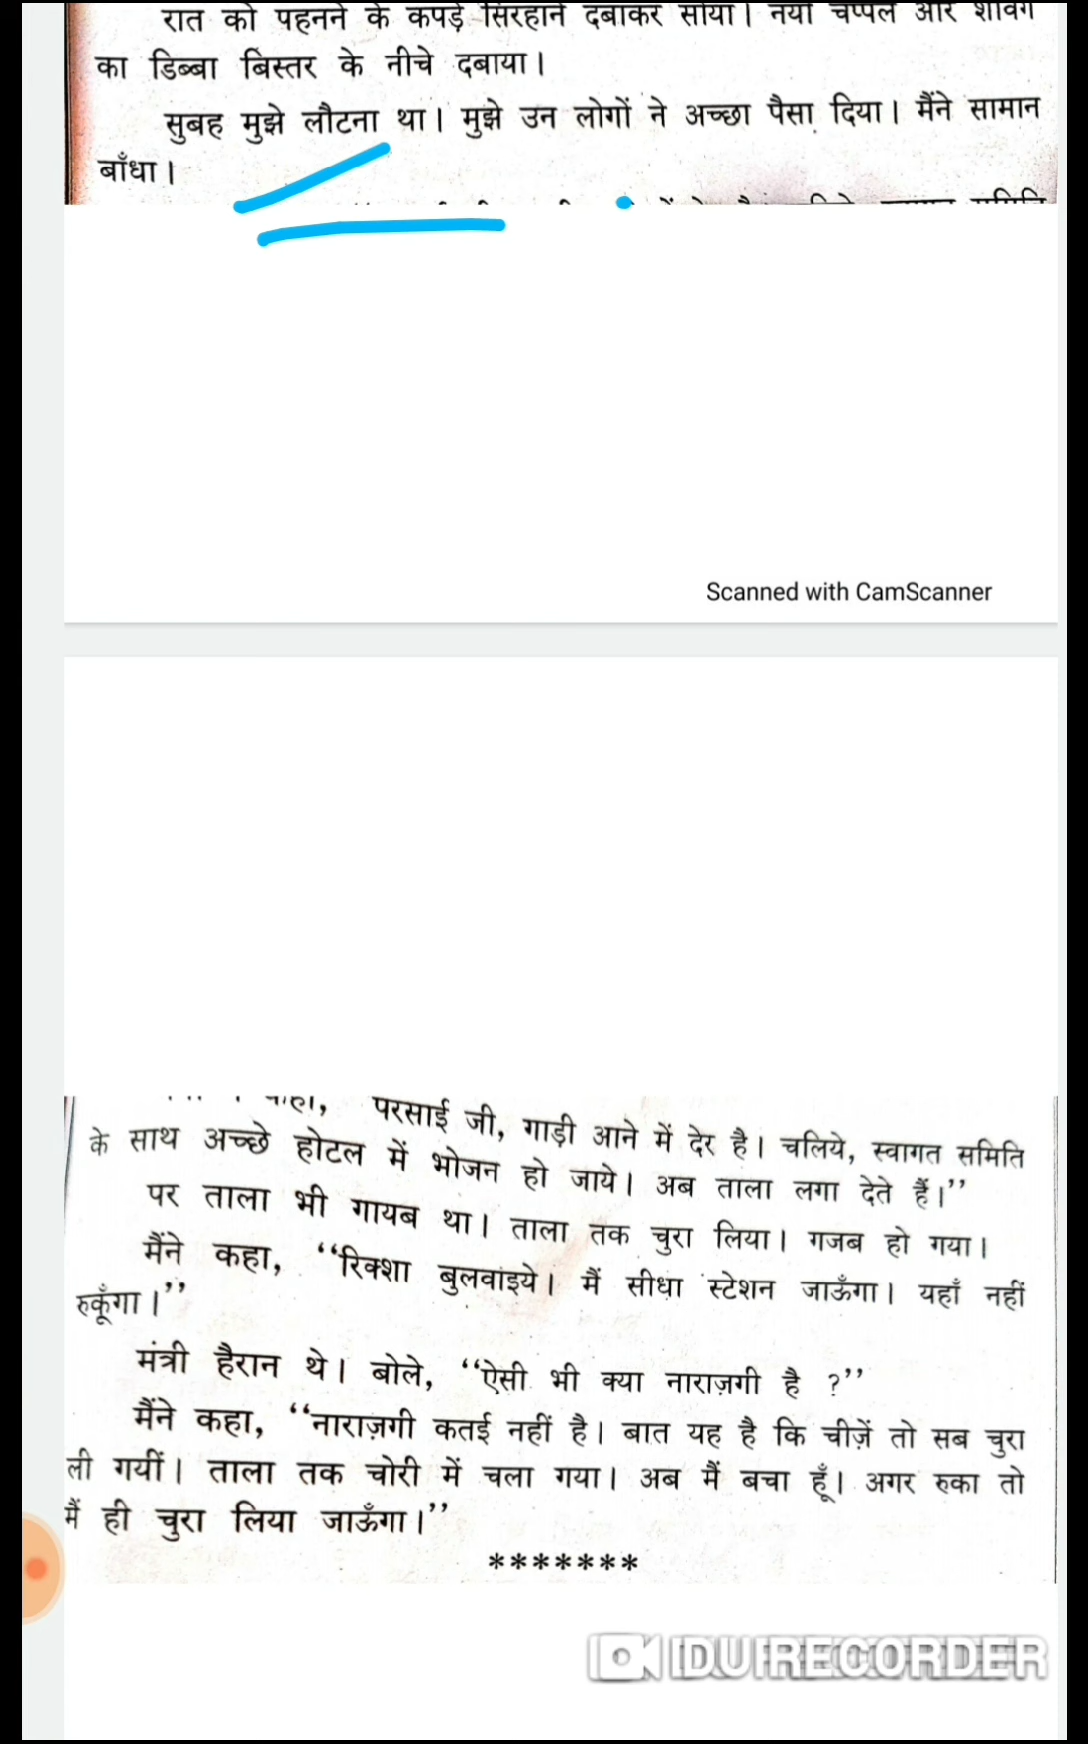 रात को पहनने के कपड़े सिरहाने दबाकर सोया। नयी चप्पलें और शेविंग
का डिब्बा बिस्तर के नीचे दबाया।
सुबह मुझे लौटना था। मुझे उन लोगों ने अच्छा पैसा दिया। मैंने सामान
बाँधा।
Scanned with CamScanner
परसाई जी, गाड़ी आने में देर है। चलिये, स्वागत समिति
के साथ अच्छे होटल में भोजन हो जाये। अब ताला लगा देते हैं।’’
पर ताला भी गायब था। ताला तक चुरा लिया। गजब हो गया।
मैंने कहा, ‘‘रिक्शा बुलवाइये। मैं सीधा स्टेशन जाऊँगा। यहाँ नहीं
रुकूँगा।’’
मंत्री हैरान थे। बोले, ‘‘ऐसी भी क्या नाराज़गी है ?’’
मैंने कहा, ‘‘नाराज़गी कतई नहीं है। बात यह है कि चीज़ें तो सब चुरा
ली गयीं। ताला तक चोरी में चला गया। अब मैं बचा हूँ। अगर रुका तो
मैं ही चुरा लिया जाऊँगा।’’
*******
DU RECORDER